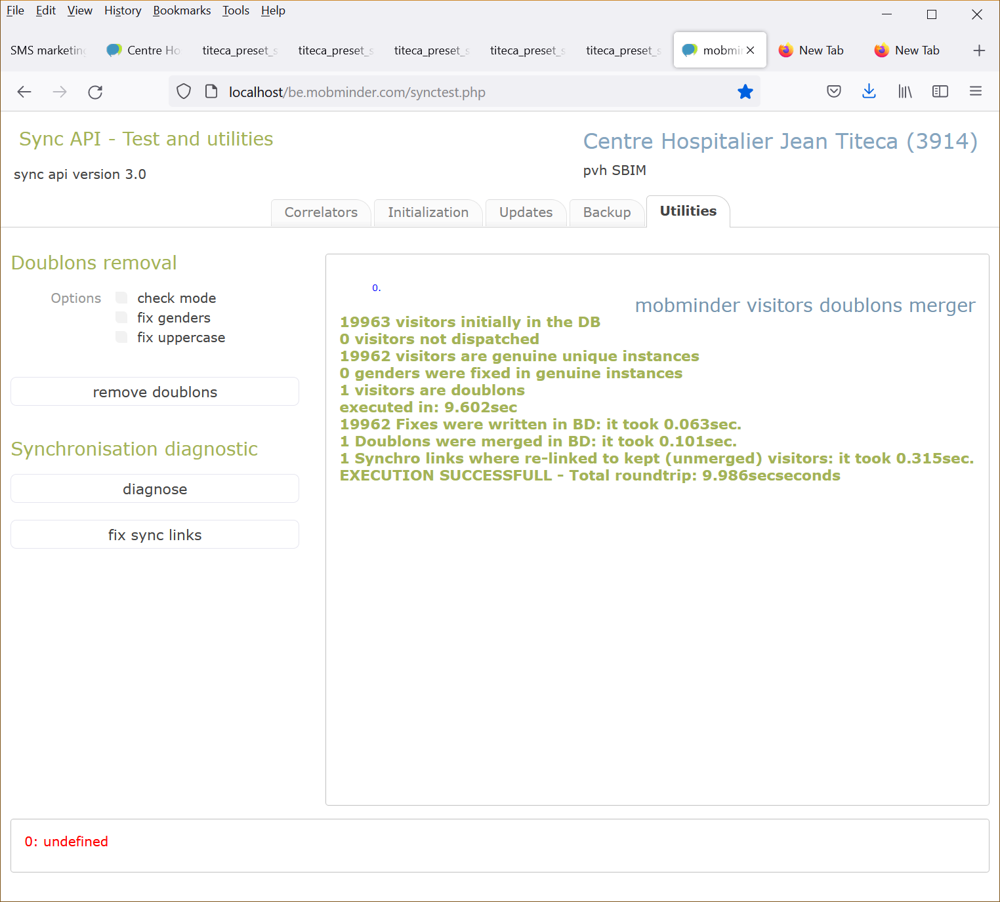 File Edit View History Bookmarks Tools Help
SMS marketing Centre Ho titeca_preset_s titeca_preset_s titeca_preset_s titeca_preset_s titeca_preset_s mobmin New Tab New Tab
localhost/be.mobminder.com/synctest.php
Sync API - Test and utilities
Centre Hospitalier Jean Titeca (3914)
sync api version 3.0
pvh SBIM
Correlators Initialization Updates Backup Utilities
Doublons removal
Options check mode
fix genders
fix uppercase
remove doublons
Synchronisation diagnostic
diagnose
fix sync links
0.
mobminder visitors doublons merger
19963 visitors initially in the DB
0 visitors not dispatched
19962 visitors are genuine unique instances
0 genders were fixed in genuine instances
1 visitors are doublons
executed in: 9.602sec
19962 Fixes were written in BD: it took 0.063sec.
1 Doublons were merged in BD: it took 0.101sec.
1 Synchro links where re-linked to kept (unmerged) visitors: it took 0.315sec.
EXECUTION SUCCESSFULL - Total roundtrip: 9.986secseconds
0: undefined